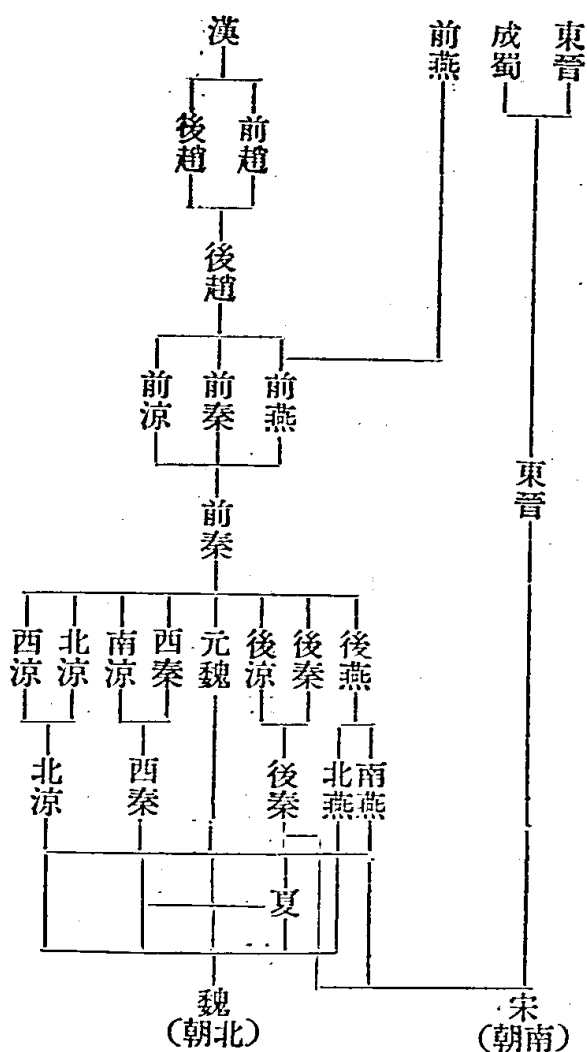 東晉
成蜀
前燕
漢
前趙
後趙
後趙
前燕
前秦
前涼
東晉
前秦
後燕
後秦
後涼
元魏
西秦
南涼
北涼
西涼
南燕
北燕
後秦
西秦
北涼
夏
宋
（朝南）
魏
（朝北）